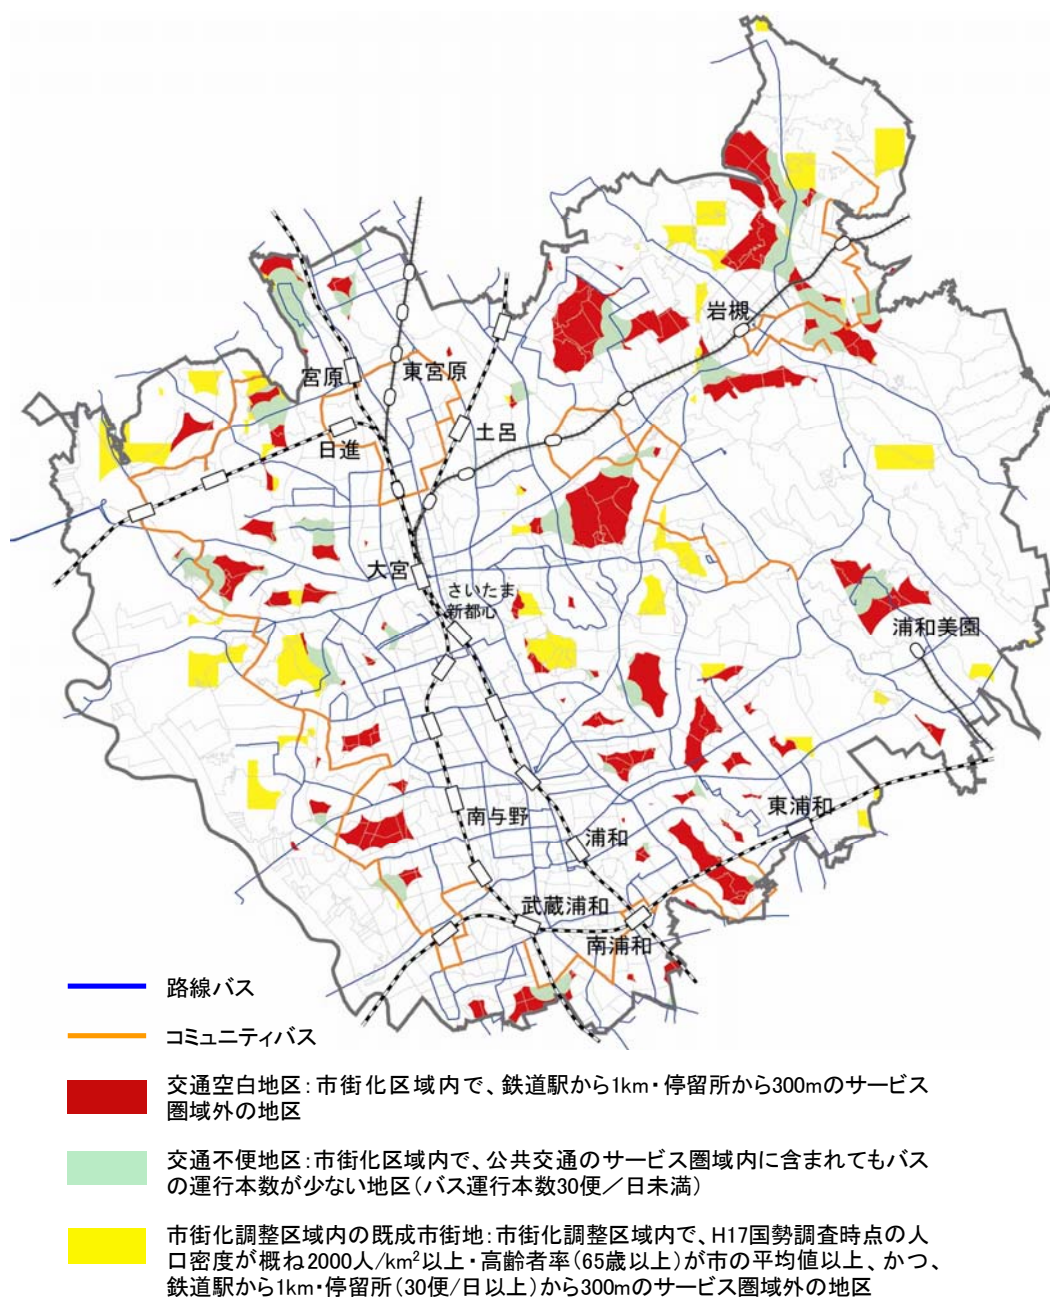 岩槻
宮原
東宮原
土呂
日進
大宮
さいたま
新都心
浦和美園
東浦和
南与野
浦和
武蔵浦和
南浦和
路線バス
コミュニティバス
交通空白地区：市街化区域内で、鉄道駅から1km・停留所から300mのサービス
圏域外の地区
交通不便地区：市街化区域内で、公共交通のサービス圏域内に含まれてもバス
の運行本数が少ない地区（バス運行本数30便／日未満）
市街化調整区域内の既成市街地：市街化調整区域内で、H17国勢調査時点の人
口密度が概ね2000人/km²以上・高齢者率（65歳以上）が市の平均値以上、かつ、
鉄道駅から1km・停留所（30便/日以上）から300mのサービス圏域外の地区